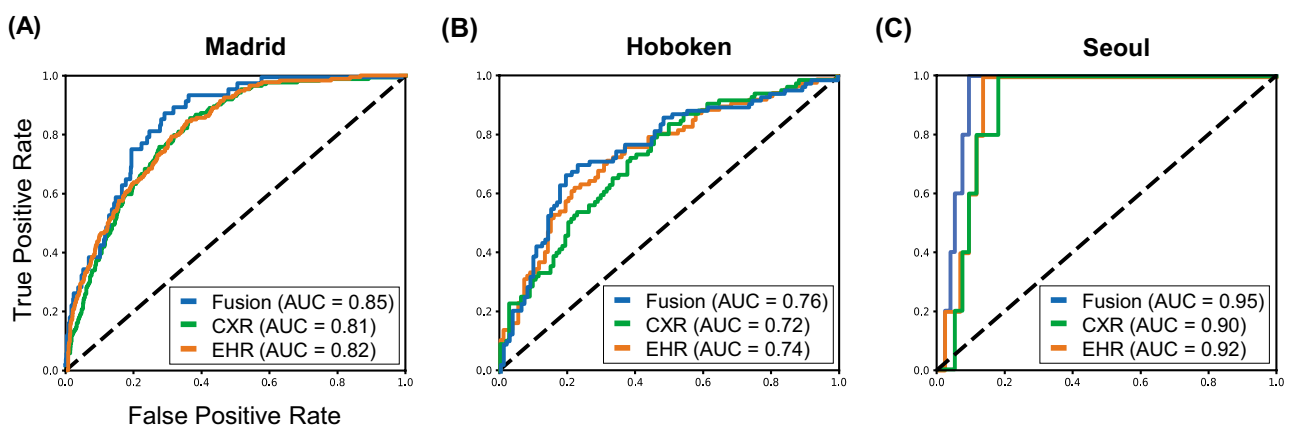 (A)
Madrid
True Positive Rate
1.0
0.8
0.6
0.4
0.2
0.0
0.0
0.2
0.4
0.6
0.8
1.0
Fusion (AUC = 0.85)
CXR (AUC = 0.81)
EHR (AUC = 0.82)
False Positive Rate
(B)
Hoboken
1.0
0.8
0.6
0.4
0.2
0.0
0.0
0.2
0.4
0.6
0.8
1.0
Fusion (AUC = 0.76)
CXR (AUC = 0.72)
EHR (AUC = 0.74)
(C)
Seoul
1.0
0.8
0.6
0.4
0.2
0.0
0.0
0.2
0.4
0.6
0.8
1.0
Fusion (AUC = 0.95)
CXR (AUC = 0.90)
EHR (AUC = 0.92)